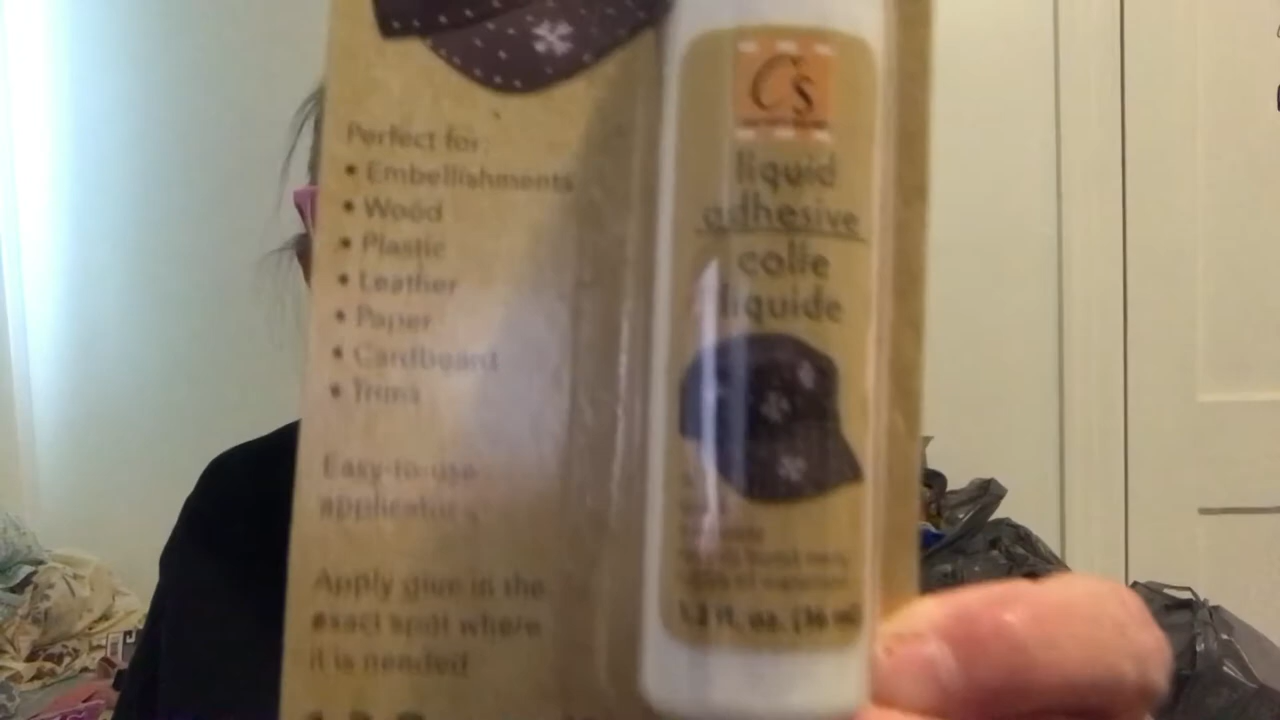 Perfect for:
• Embellishments
• Wood
• Plastic
• Leather
• Paper
• Cardboard
• Trims
Easy-to-use
applicator
Apply glue in the
exact spot where
it is needed
C's
liquid
adhesive
colle
liquide
1.2 fl. oz. (36 ml